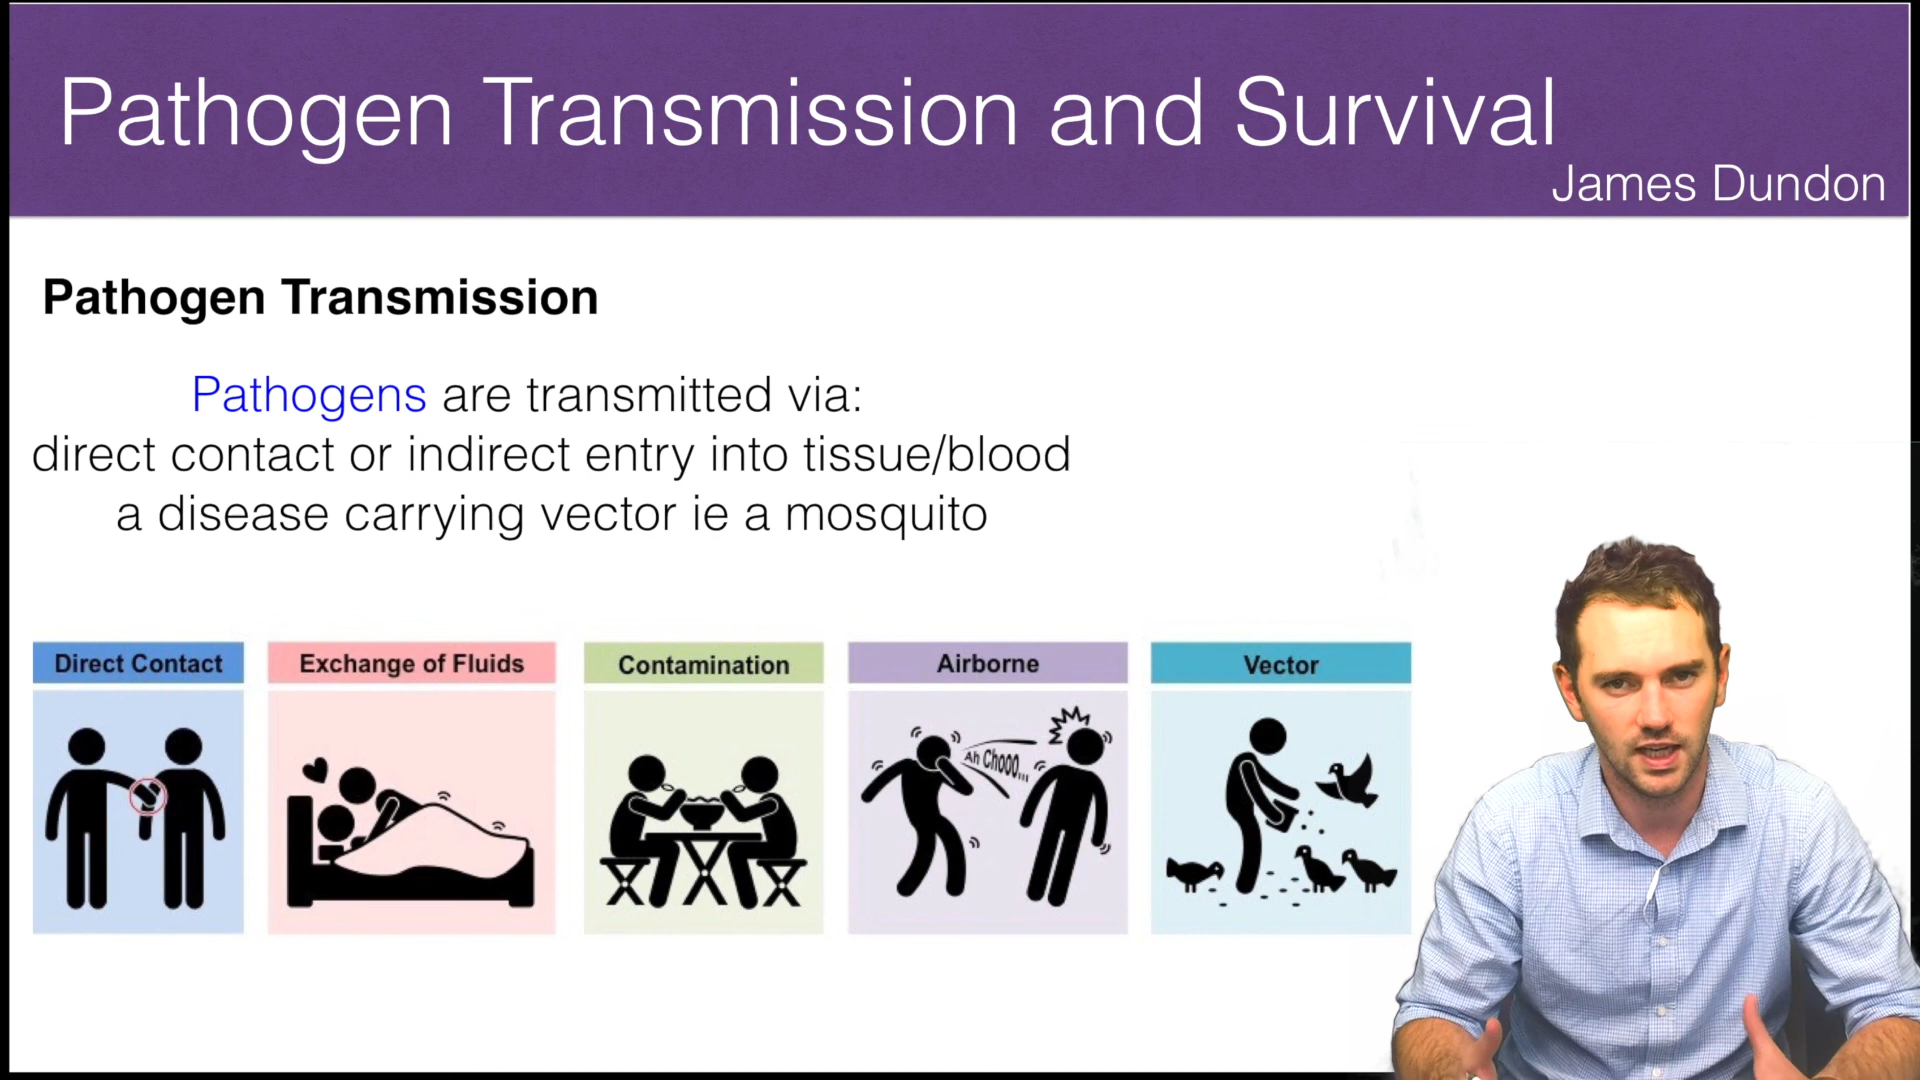 Pathogen Transmission and Survival
James Dundon
Pathogen Transmission
Pathogens are transmitted via:
direct contact or indirect entry into tissue/blood
a disease carrying vector ie a mosquito
Direct Contact
Exchange of Fluids
Contamination
Airborne
Vector
Ah Chooo...